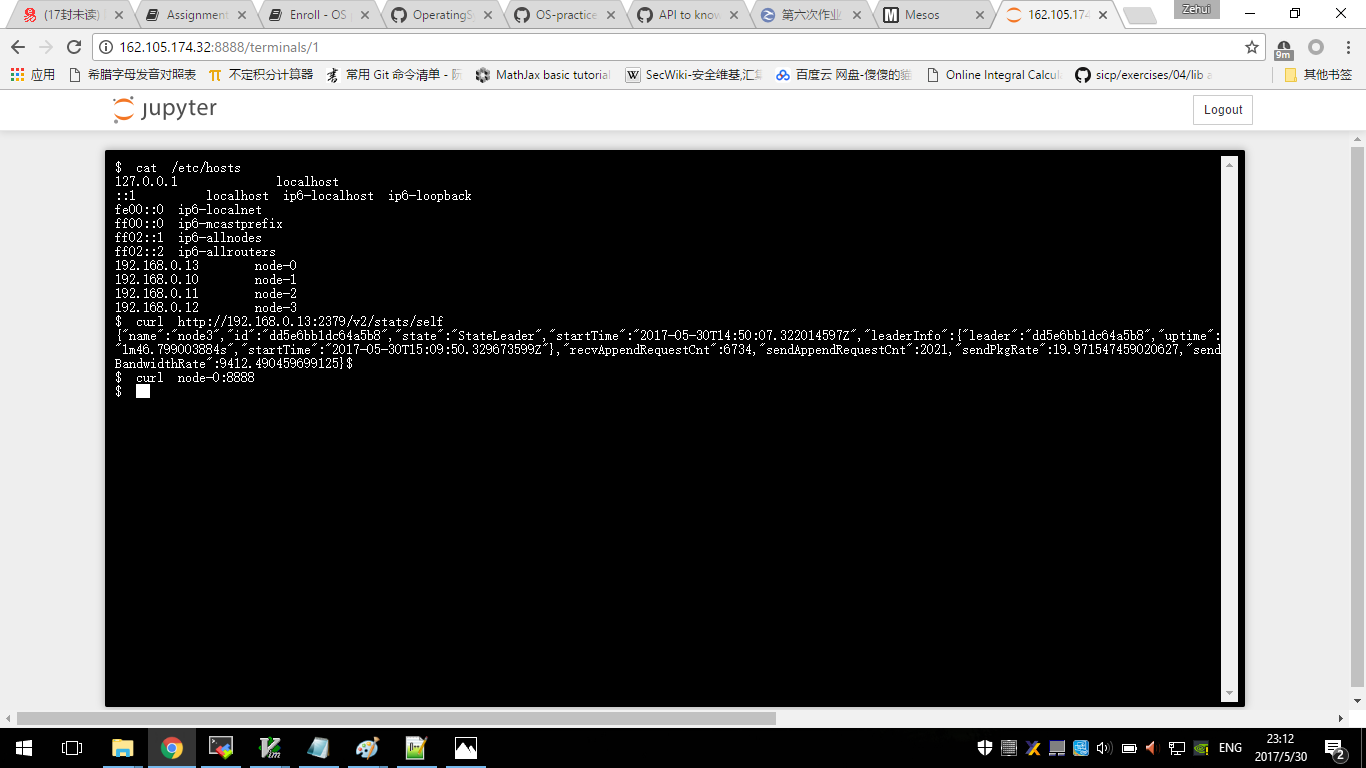 (17封未读)
Assignment
Enroll - OS
OperatingS
OS-practice
API to know
第六次作业
Mesos
162.105.174
Zehui
162.105.174.32:8888/terminals/1
9m
应用
希腊字母发音对照表
不定积分计算器
常用 Git 命令清单 - 阮
MathJax basic tutorial
SecWiki-安全维基,汇集
百度云 网盘-傻傻的貓
Online Integral Calcul
sicp/exercises/04/lib a
其他书签
jupyter
Logout
$ cat /etc/hosts
127.0.0.1 localhost
::1 localhost ip6-localhost ip6-loopback
fe00::0 ip6-localnet
ff00::0 ip6-mcastprefix
ff02::1 ip6-allnodes
ff02::2 ip6-allrouters
192.168.0.13 node-0
192.168.0.10 node-1
192.168.0.11 node-2
192.168.0.12 node-3
$ curl http://192.168.0.13:2379/v2/stats/self
{"name":"node3","id":"dd5e6bb1dc64a5b8","state":"StateLeader","startTime":"2017-05-30T14:50:07.322014597Z","leaderInfo":{"leader":"dd5e6bb1dc64a5b8","uptime":
"1m46.799003884s","startTime":"2017-05-30T15:09:50.329673599Z"},"recvAppendRequestCnt":6734,"sendAppendRequestCnt":2021,"sendPkgRate":19.971547459020627,"send
BandwidthRate":9412.490459699125}$
$ curl node-0:8888
$
ENG
23:12
2017/5/30
2